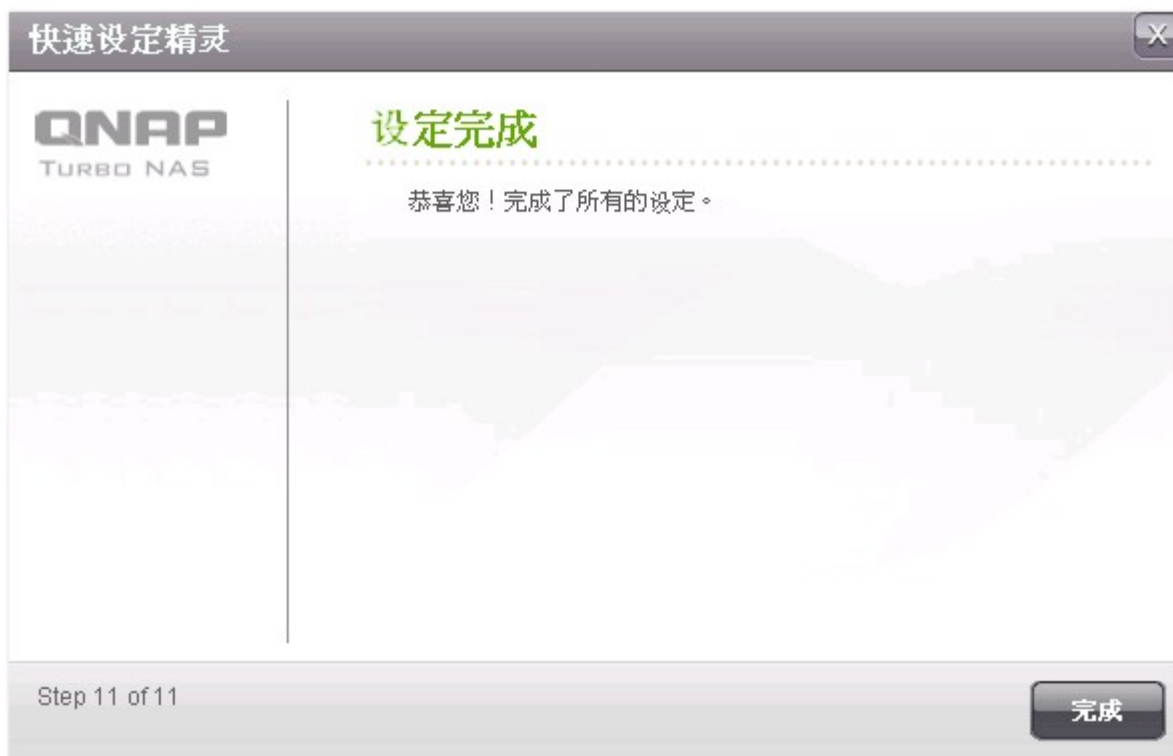 快速设定精灵
X
QNAP
TURBO NAS
设定完成
恭喜您！完成了所有的设定。
Step 11 of 11
完成